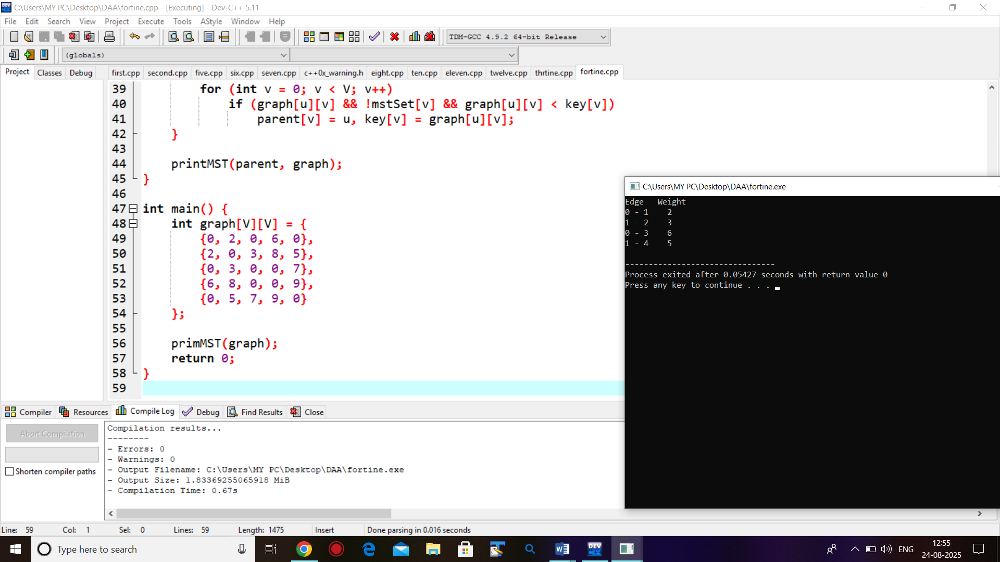 C:\Users\MY PC\Desktop\DAA\fortine.cpp - [Executing] - Dev-C++ 5.11
File Edit Search View Project Execute Tools AStyle Window Help
TDM-GCC 4.9.2 64-bit Release
(globals)
Project Classes Debug
first.cpp second.cpp five.cpp six.cpp seven.cpp c++0x_warning.h eight.cpp ten.cpp eleven.cpp twelve.cpp thrtine.cpp fortine.cpp
39 for (int v = 0; v < V; v++)
40 if (graph[u][v] && !mstSet[v] && graph[u][v] < key[v])
41 parent[v] = u, key[v] = graph[u][v];
42 }
43
44 printMST(parent, graph);
45 }
46
47 int main() {
48 int graph[V][V] = {
49 {0, 2, 0, 6, 0},
50 {2, 0, 3, 8, 5},
51 {0, 3, 0, 0, 7},
52 {6, 8, 0, 0, 9},
53 {0, 5, 7, 9, 0}
54 };
55
56 primMST(graph);
57 return 0;
58 }
59
C:\Users\MY PC\Desktop\DAA\fortine.exe
Edge Weight
0 - 1 2
1 - 2 3
0 - 3 6
1 - 4 5
--------------------------------
Process exited after 0.05427 seconds with return value 0
Press any key to continue . . .
Compiler Resources Compile Log Debug Find Results Close
Abort Compilation
Shorten compiler paths
Compilation results...
--------
- Errors: 0
- Warnings: 0
- Output Filename: C:\Users\MY PC\Desktop\DAA\fortine.exe
- Output Size: 1.83369255065918 MiB
- Compilation Time: 0.67s
Line: 59 Col: 1 Sel: 0 Lines: 59 Length: 1475 Insert Done parsing in 0.016 seconds
Type here to search
DEV C++
ENG
12:55
24-08-2025